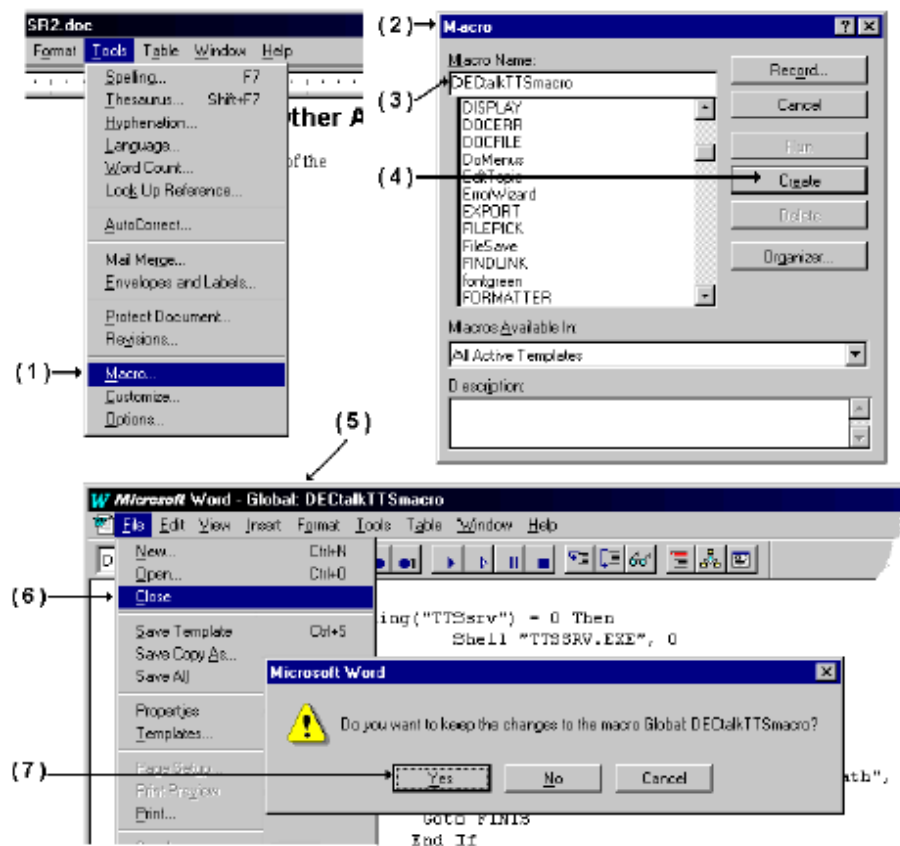 SR2.doc
Format Tools Table Window Help
Spelling... F7
Thesaurus... Shift+F7
Hyphenation...
Language...
Word Count...
Look Up Reference...
AutoCorrect...
Mail Merge...
Envelopes and Labels...
Protect Document...
Revisions...
(1)
Macro...
Customize...
Options...
ther A
of the
(2)
Macro
Macro Name:
(3)
DECtalkTTSmacro
DISPLAY
DOCERR
DOCFILE
DoMenus
EditTopic
ErrorWizard
EXPORT
FILEPICK
FileSave
FINDLINK
fontgreen
FORMATTER
Record...
Cancel
Run
(4)
Create
Delete
Organizer...
Macros Available In:
All Active Templates
Description:
(5)
Microsoft Word - Global: DECtalkTTSmacro
File Edit View Insert Format Tools Table Window Help
D
New... Ctrl+N
Open... Ctrl+O
(6)
Close
Save Template Ctrl+S
Save Copy As...
Save All
Properties
Templates...
Page Setup...
Print Preview
Print...
ing("TTSsrv") = 0 Then
Shell "TTSSRV.EXE", 0
Microsoft Word
Do you want to keep the changes to the macro Global: DECtalkTTSmacro?
(7)
Yes No Cancel
ath",
Goto FINIS
End If